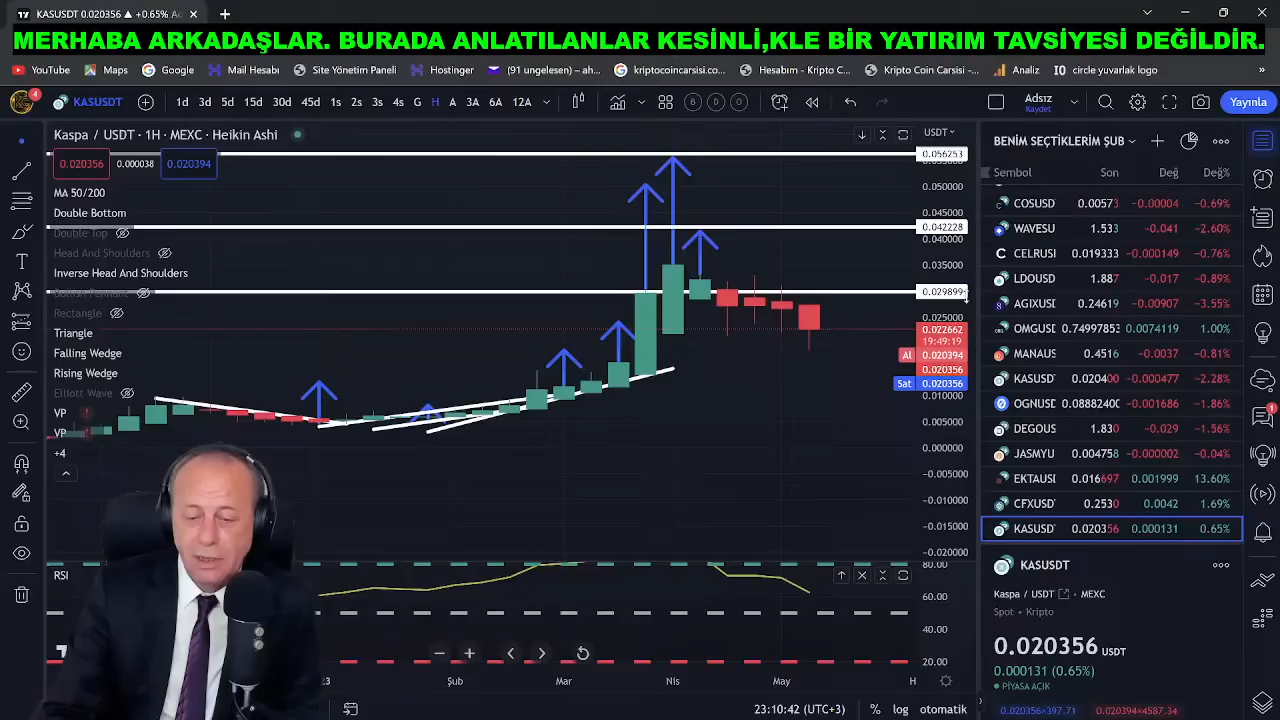 KASUSDT 0.020356 ▲ +0.65% Ad
MERHABA ARKADAŞLAR. BURADA ANLATILANLAR KESİNLİ,KLE BİR YATIRIM TAVSİYESİ DEĞİLDİR.
YouTube Maps Google Mail Hesabı Site Yönetim Paneli Hostinger (91 ungelesen) – ah... kriptocoincarsisi.co... Hesabım - Kripto C... Kripto Coin Carsisi -... Analiz IO circle yuvarlak logo »
4 KASUSDT 1d 3d 5d 15d 30d 45d 1s 2s 3s 4s G H A 3A 6A 12A B D O Adsız Kaydet Yayınla
Kaspa / USDT · 1H · MEXC · Heikin Ashi
0.020356 0.000038 0.020394
MA 50/200
Double Bottom
Double Top
Head And Shoulders
Inverse Head And Shoulders
Bullish Pennant
Rectangle
Triangle
Falling Wedge
Rising Wedge
Elliott Wave
VP !
VP !
+4
USDT
0.056253
0.050000
0.045000
0.042228
0.040000
0.035000
0.029899
0.025000
0.022662
19:49:19
Al 0.020394
0.020356
Sat 0.020356
0.010000
0.005000
0.000000
−0.005000
−0.010000
−0.015000
−0.020000
RSI
80.00
60.00
40.00
20.00
23 Şub Mar Nis May H
23:10:42 (UTC+3) % log otomatik
BENİM SEÇTİKLERİM ŞUB
Sembol Son Değ Değ%
COSUSD 0.00573 −0.00004 −0.69%
WAVESU 1.533 −0.041 −2.60%
CELRUSI 0.019333 −0.000149 −0.76%
LDOUSD 1.887 −0.017 −0.89%
AGIXUSI 0.24619 −0.00907 −3.55%
OMGUSD 0.74997853 0.0074119 1.00%
MANAUS 0.4516 −0.0037 −0.81%
KASUSD 0.020400 −0.000477 −2.28%
OGNUSD 0.0888240 −0.001686 −1.86%
DEGOUS 1.830 −0.029 −1.56%
JASMYU 0.004758 −0.000002 −0.04%
EKTAUSI 0.016697 0.001999 13.60%
CFXUSD 0.2530 0.0042 1.69%
KASUSD 0.020356 0.000131 0.65%
KASUSDT
Kaspa / USDT · MEXC
Spot · Kripto
0.020356 USDT
0.000131 (0.65%)
PİYASA AÇIK
0.020356×397.71 0.020394×4587.34
1